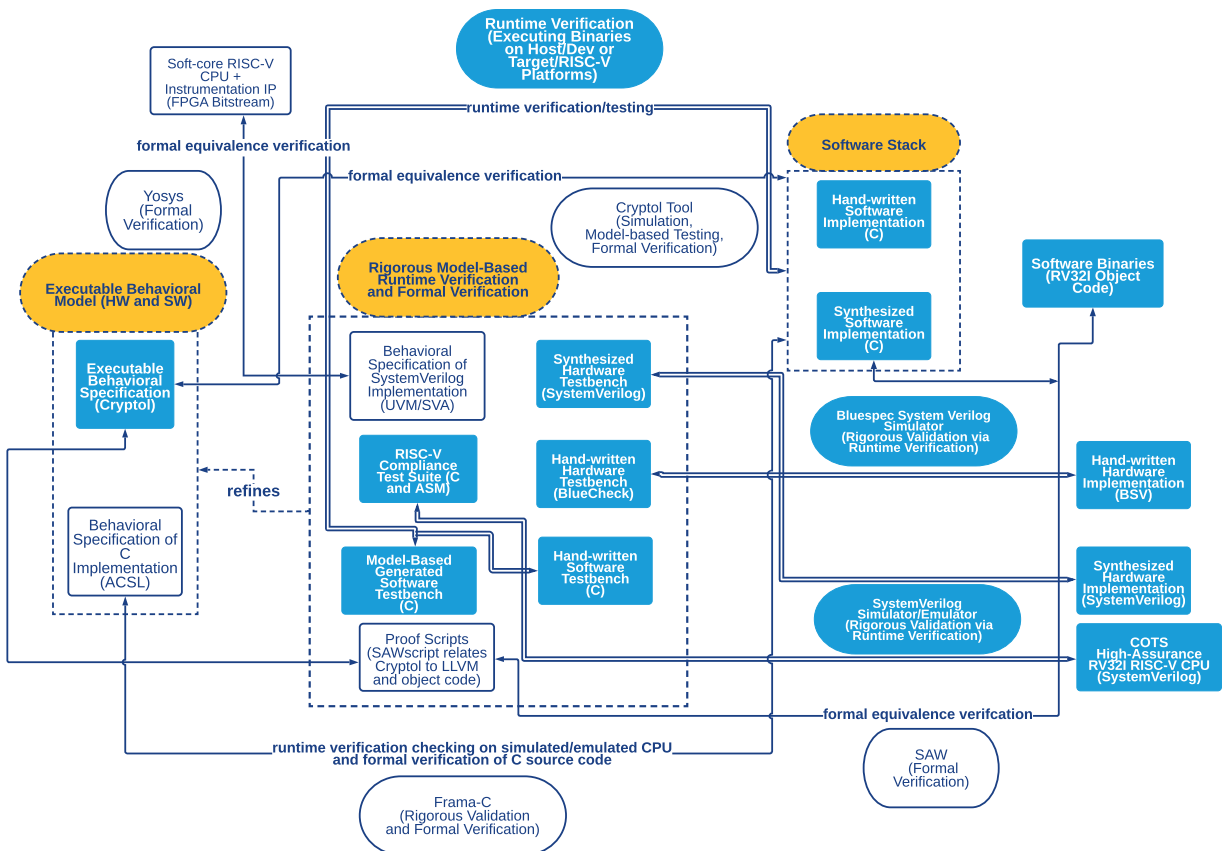 Runtime Verification
(Executing Binaries
on Host/Dev or
Target/RISC-V
Platforms)
Soft-core RISC-V
CPU +
Instrumentation IP
(FPGA Bitstream)
runtime verification/testing
formal equivalence verification
Software Stack
formal equivalence verification
Yosys
(Formal
Verification)
Cryptol Tool
(Simulation,
Model-based Testing,
Formal Verification)
Hand-written
Software
Implementation
(C)
Software Binaries
(RV32I Object
Code)
Executable Behavioral
Model (HW and SW)
Rigorous Model-Based
Runtime Verification
and Formal Verification
Synthesized
Software
Implementation
(C)
Executable
Behavioral
Specification
(Cryptol)
Behavioral
Specification of
SystemVerilog
Implementation
(UVM/SVA)
Synthesized
Hardware
Testbench
(SystemVerilog)
Bluespec System Verilog
Simulator
(Rigorous Validation via
Runtime Verification)
RISC-V
Compliance
Test Suite (C
and ASM)
Hand-written
Hardware
Testbench
(BlueCheck)
Hand-written
Hardware
Implementation
(BSV)
refines
Behavioral
Specification of
C
Implementation
(ACSL)
Model-Based
Generated
Software
Testbench
(C)
Hand-written
Software
Testbench
(C)
Synthesized
Hardware
Implementation
(SystemVerilog)
SystemVerilog
Simulator/Emulator
(Rigorous Validation via
Runtime Verification)
Proof Scripts
(SAWscript relates
Cryptol to LLVM
and object code)
COTS
High-Assurance
RV32I RISC-V CPU
(SystemVerilog)
formal equivalence verifcation
runtime verification checking on simulated/emulated CPU
and formal verification of C source code
SAW
(Formal
Verification)
Frama-C
(Rigorous Validation
and Formal Verification)